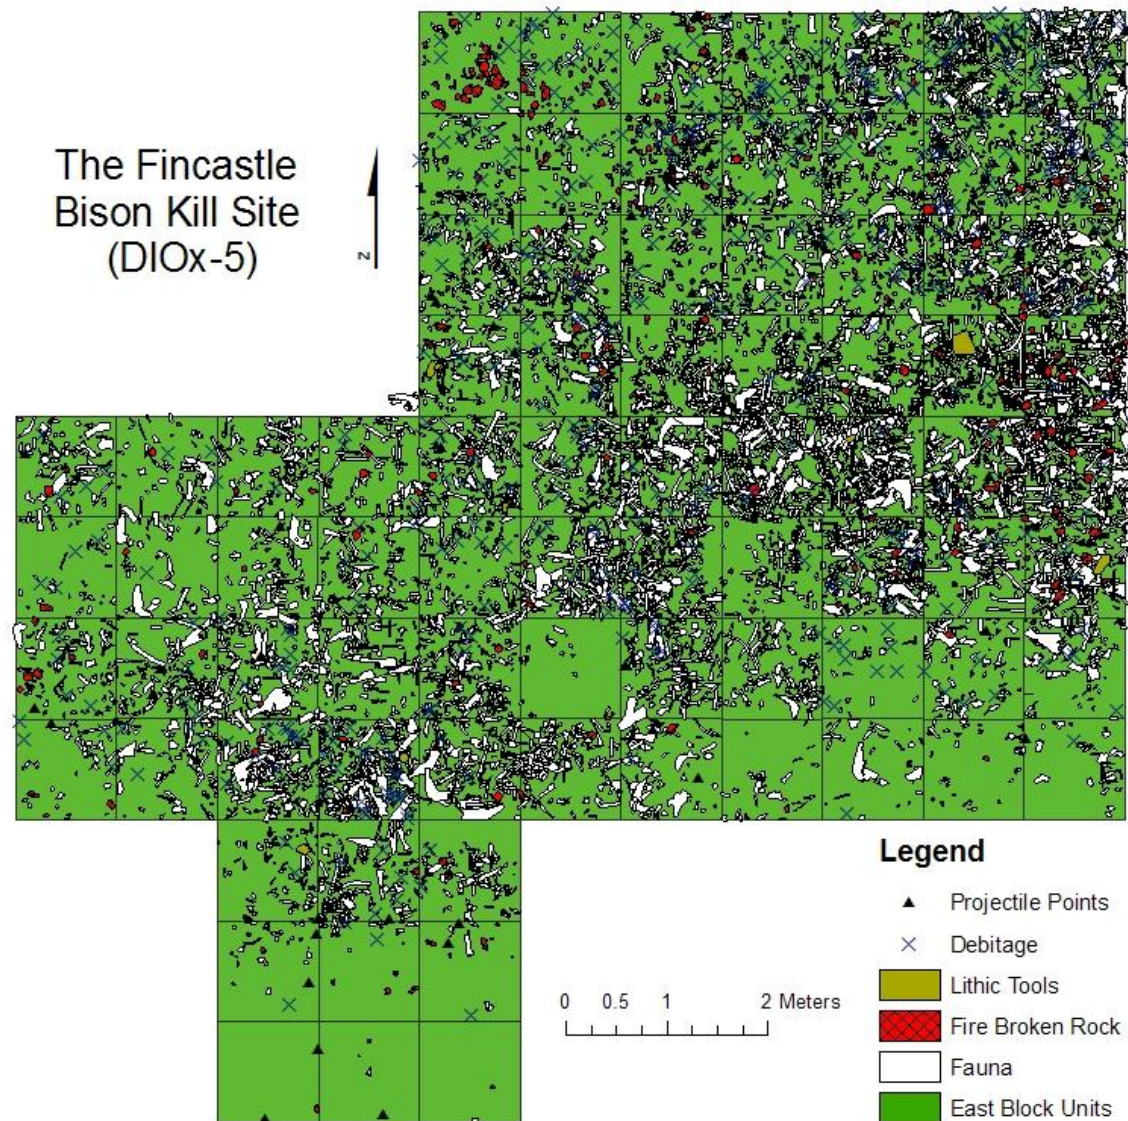 The Fincastle
Bison Kill Site
(DIOx-5)
N
0 0.5 1 2 Meters
Legend
Projectile Points
Debitage
Lithic Tools
Fire Broken Rock
Fauna
East Block Units